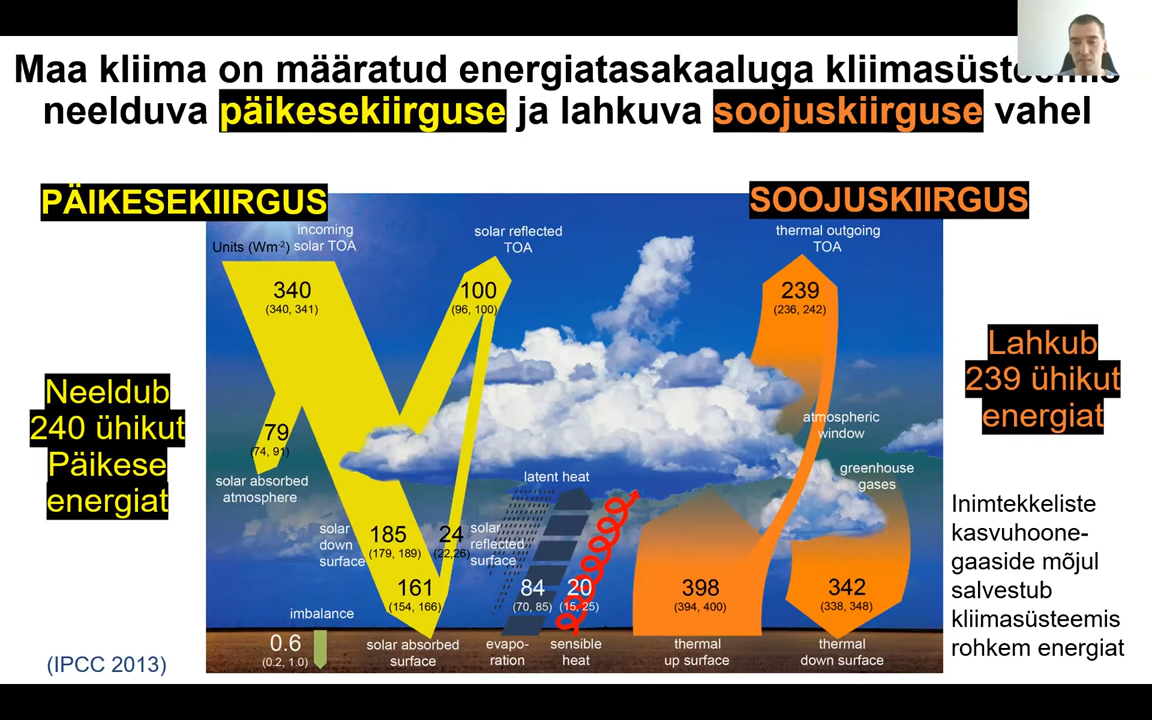 Maa kliima on määratud energiatasakaaluga kliimasüsteemis
neelduva päikesekiirguse ja lahkuva soojuskiirguse vahel
PÄIKESEKIIRGUS
SOOJUSKIIRGUS
Units (Wm-2)
incoming
solar TOA
solar reflected
TOA
thermal outgoing
TOA
340
(340, 341)
100
(96, 100)
239
(236, 242)
Neeldub
240 ühikut
Päikese
energiat
Lahkub
239 ühikut
energiat
79
(74, 91)
solar absorbed
atmosphere
atmospheric
window
greenhouse
gases
latent heat
solar
down
surface
185
(179, 189)
24
(22,26)
solar
reflected
surface
161
(154, 166)
84
(70, 85)
20
(15, 25)
398
(394, 400)
342
(338, 348)
imbalance
0.6
(0.2, 1.0)
solar absorbed
surface
evapo-
ration
sensible
heat
thermal
up surface
thermal
down surface
Inimtekkeliste
kasvuhoone-
gaaside mõjul
salvestub
kliimasüsteemis
rohkem energiat
(IPCC 2013)